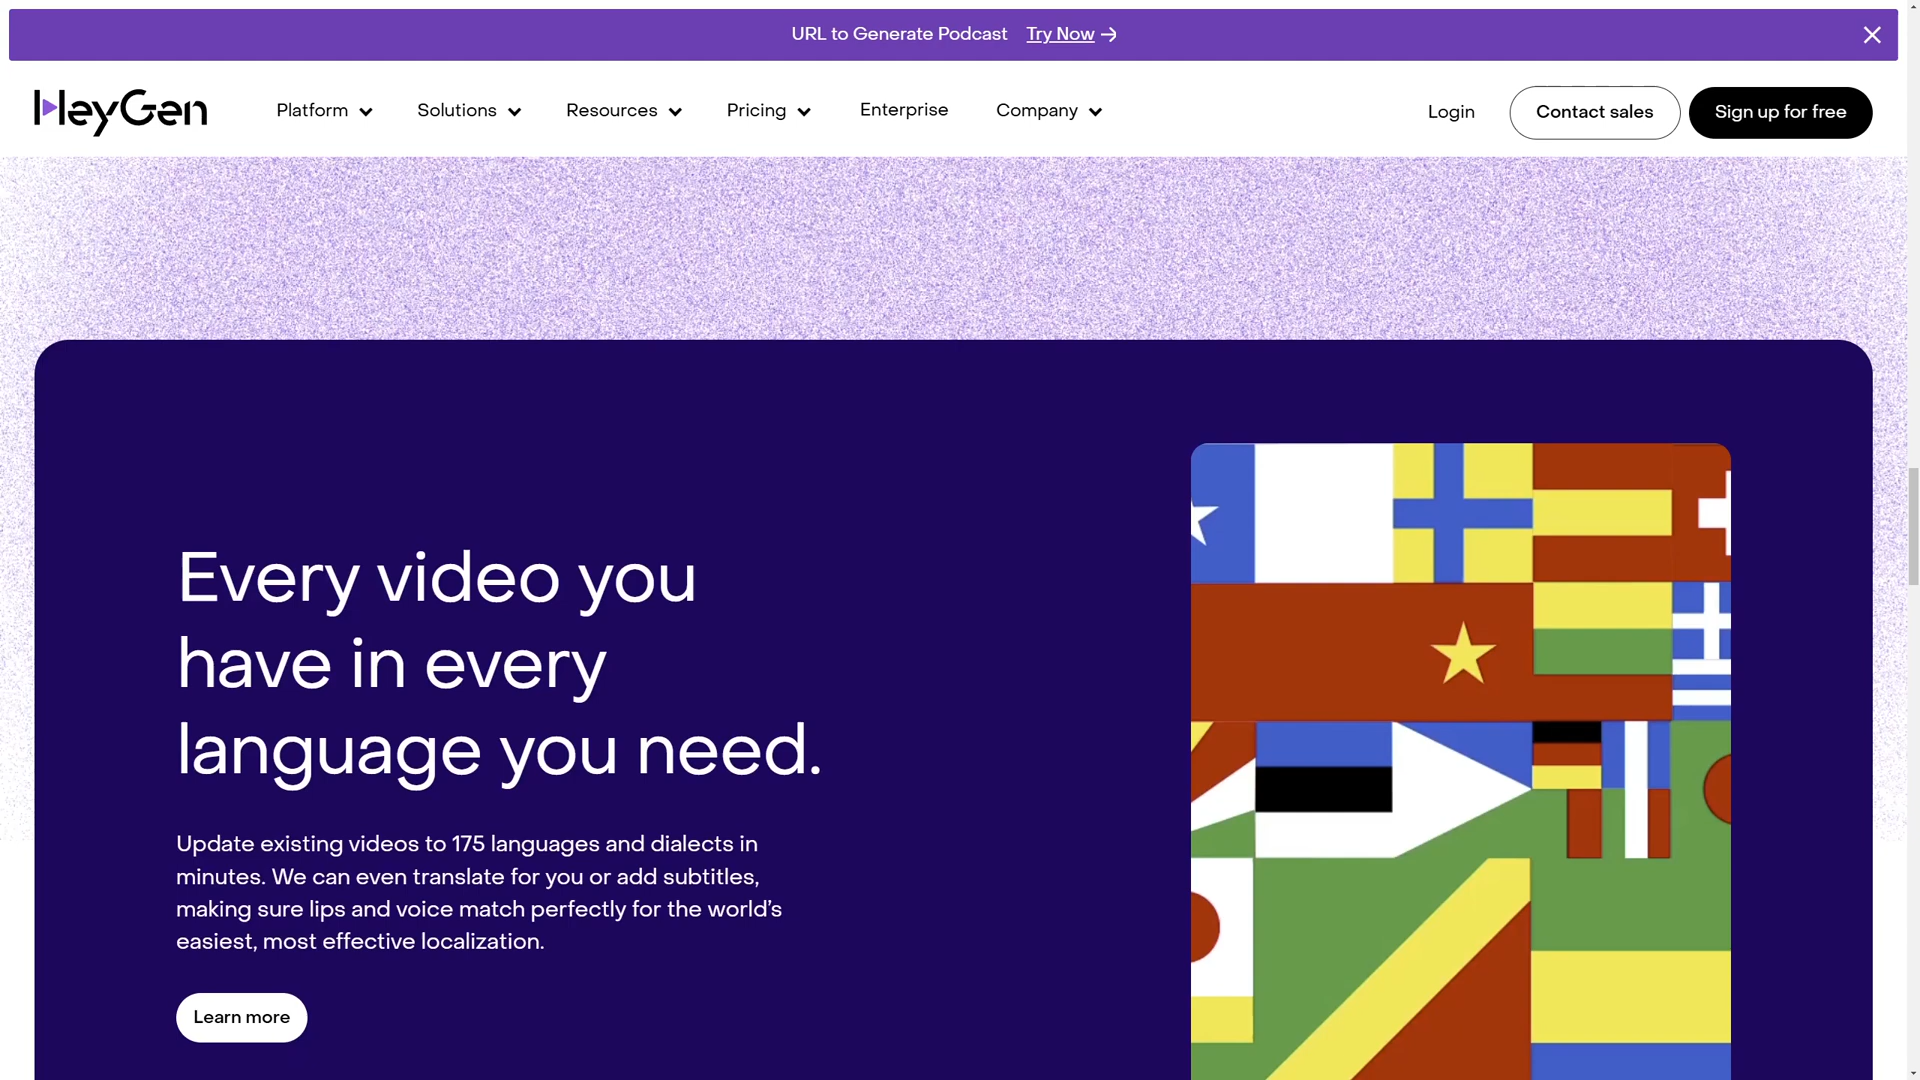 URL to Generate Podcast Try Now →
HeyGen Platform Solutions Resources Pricing Enterprise Company Login Contact sales Sign up for free
Every video you
have in every
language you need.
Update existing videos to 175 languages and dialects in
minutes. We can even translate for you or add subtitles,
making sure lips and voice match perfectly for the world’s
easiest, most effective localization.
Learn more